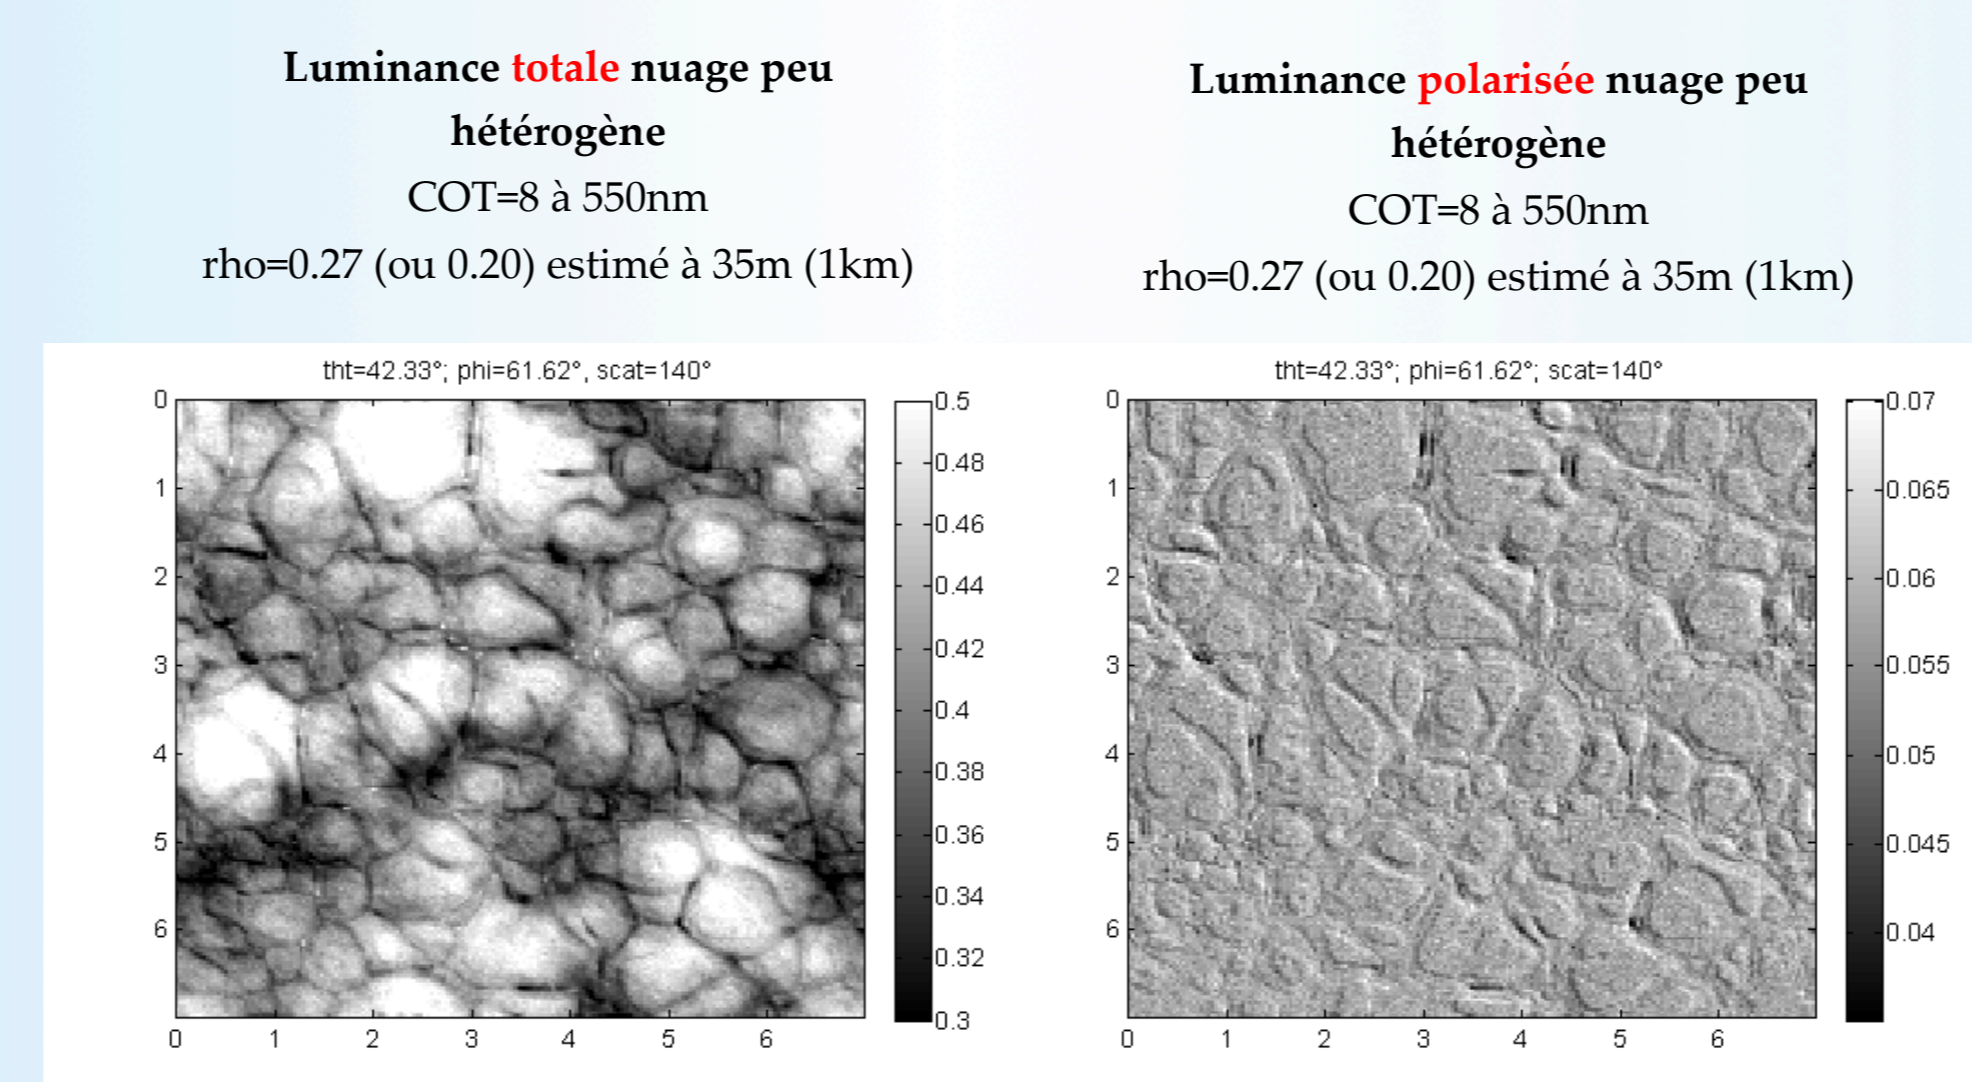 Luminance totale nuage peu
hétérogène
COT=8 à 550nm
rho=0.27 (ou 0.20) estimé à 35m (1km)
tht=42.33°; phi=61.62°, scat=140°
0
1
2
3
4
5
6
0 1 2 3 4 5 6
0.5
0.48
0.46
0.44
0.42
0.4
0.38
0.36
0.34
0.32
0.3
Luminance polarisée nuage peu
hétérogène
COT=8 à 550nm
rho=0.27 (ou 0.20) estimé à 35m (1km)
tht=42.33°; phi=61.62°; scat=140°
0
1
2
3
4
5
6
0 1 2 3 4 5 6
0.07
0.065
0.06
0.055
0.05
0.045
0.04